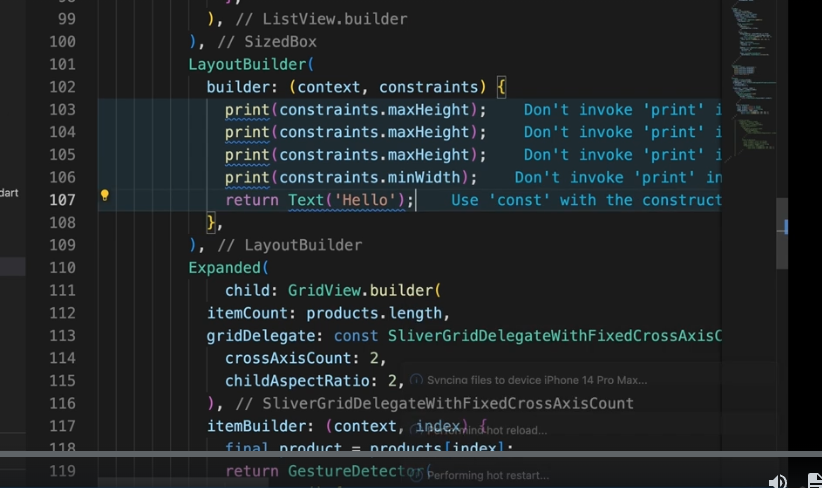 99 ), // ListView.builder
100 ), // SizedBox
101 LayoutBuilder(
102 builder: (context, constraints) {
103 print(constraints.maxHeight); Don't invoke 'print' i
104 print(constraints.maxHeight); Don't invoke 'print' i
105 print(constraints.maxHeight); Don't invoke 'print' i
106 print(constraints.minWidth); Don't invoke 'print' in
dart
107 return Text('Hello'); Use 'const' with the construct
108 },
109 ), // LayoutBuilder
110 Expanded(
111 child: GridView.builder(
112 itemCount: products.length,
113 gridDelegate: const SliverGridDelegateWithFixedCrossAxisC
114 crossAxisCount: 2,
115 childAspectRatio: 2, Syncing files to device iPhone 14 Pro Max...
116 ), // SliverGridDelegateWithFixedCrossAxisCount
117 itemBuilder: (context, index) {
Performing hot reload...
118 final product = products[index];
119 return GestureDetector(
Performing hot restart...